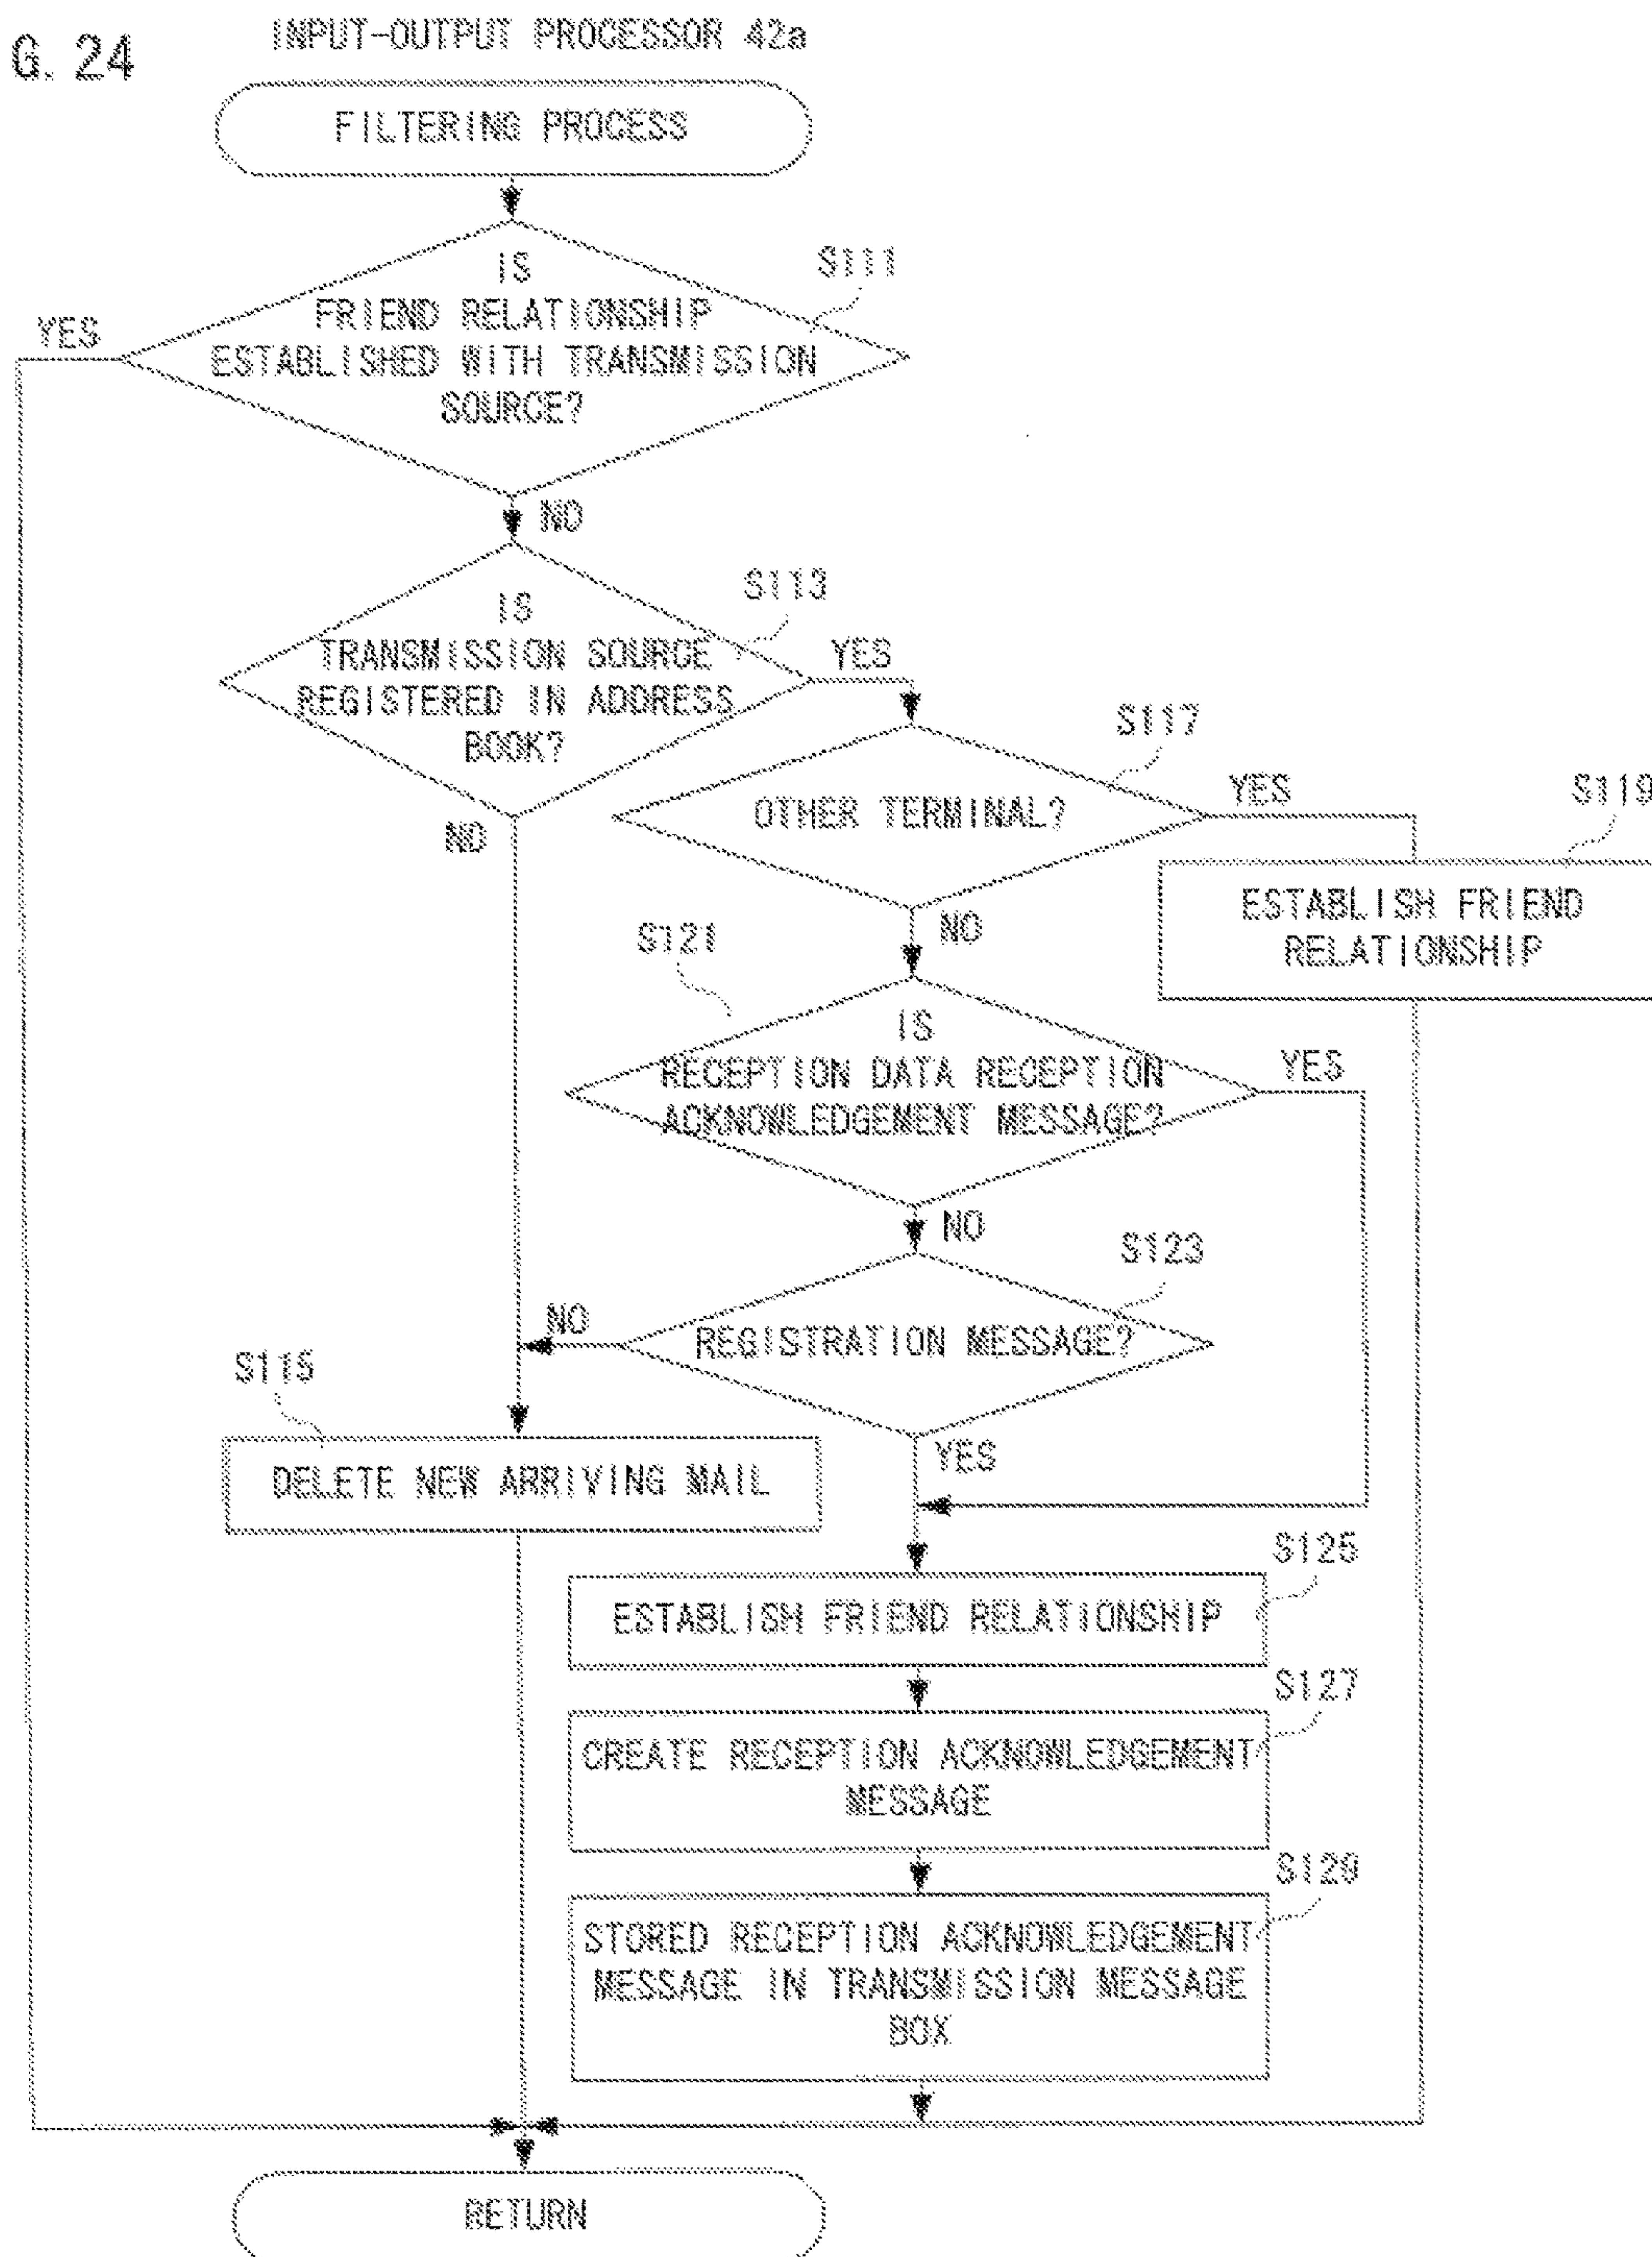 G. 24
INPUT-OUTPUT PROCESSOR 42a
FILTERING PROCESS
S111
IS
FRIEND RELATIONSHIP
ESTABLISHED WITH TRANSMISSION
SOURCE?
YES
NO
S113
IS
TRANSMISSION SOURCE
REGISTERED IN ADDRESS
BOOK?
YES
NO
S117
OTHER TERMINAL?
YES
NO
S119
ESTABLISH FRIEND
RELATIONSHIP
S121
IS
RECEPTION DATA RECEPTION
ACKNOWLEDGEMENT MESSAGE?
YES
NO
S123
REGISTRATION MESSAGE?
NO
YES
S115
DELETE NEW ARRIVING MAIL
S125
ESTABLISH FRIEND RELATIONSHIP
S127
CREATE RECEPTION ACKNOWLEDGEMENT
MESSAGE
S129
STORED RECEPTION ACKNOWLEDGEMENT
MESSAGE IN TRANSMISSION MESSAGE
BOX
RETURN